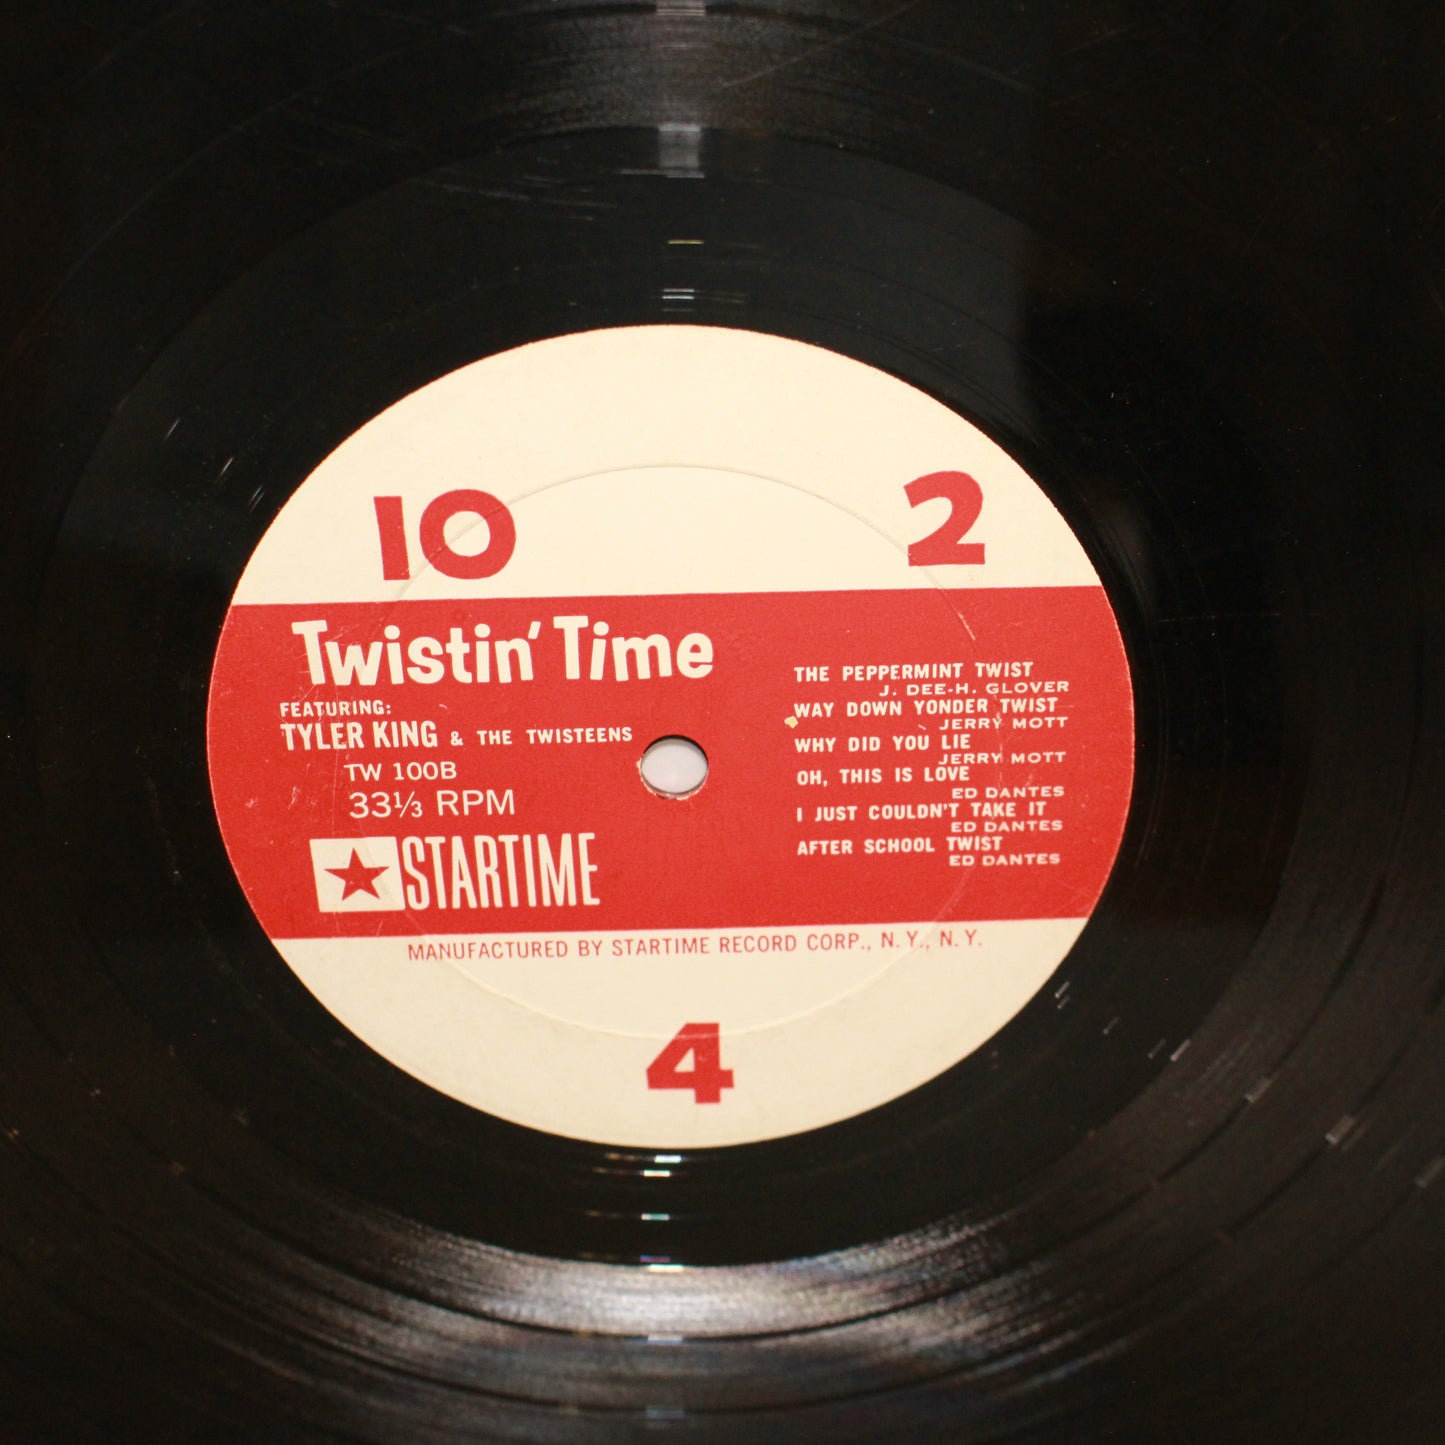 10
2
Twistin' Time
FEATURING:
TYLER KING & THE TWISTEENS
TW 100B
33⅓ RPM
STARTIME
THE PEPPERMINT TWIST
J. DEE-H. GLOVER
WAY DOWN YONDER TWIST
JERRY MOTT
WHY DID YOU LIE
JERRY MOTT
OH, THIS IS LOVE
ED DANTES
I JUST COULDN'T TAKE IT
ED DANTES
AFTER SCHOOL TWIST
ED DANTES
MANUFACTURED BY STARTIME RECORD CORP., N.Y., N.Y.
4